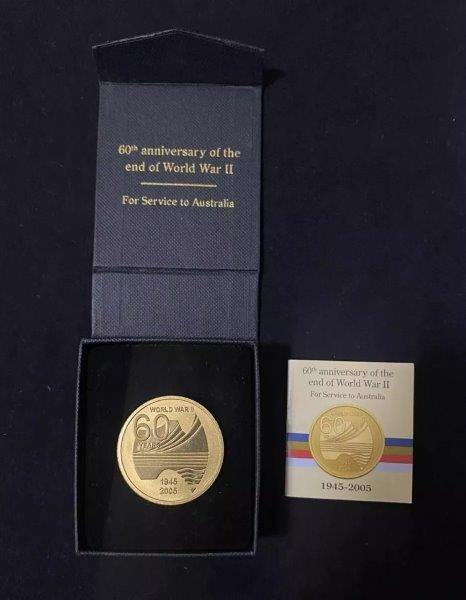 60th anniversary of the
end of World War II
For Service to Australia
WORLD WAR II
60
YEARS
1945
2005
60th anniversary of the
end of World War II
For Service to Australia
60
1945-2005